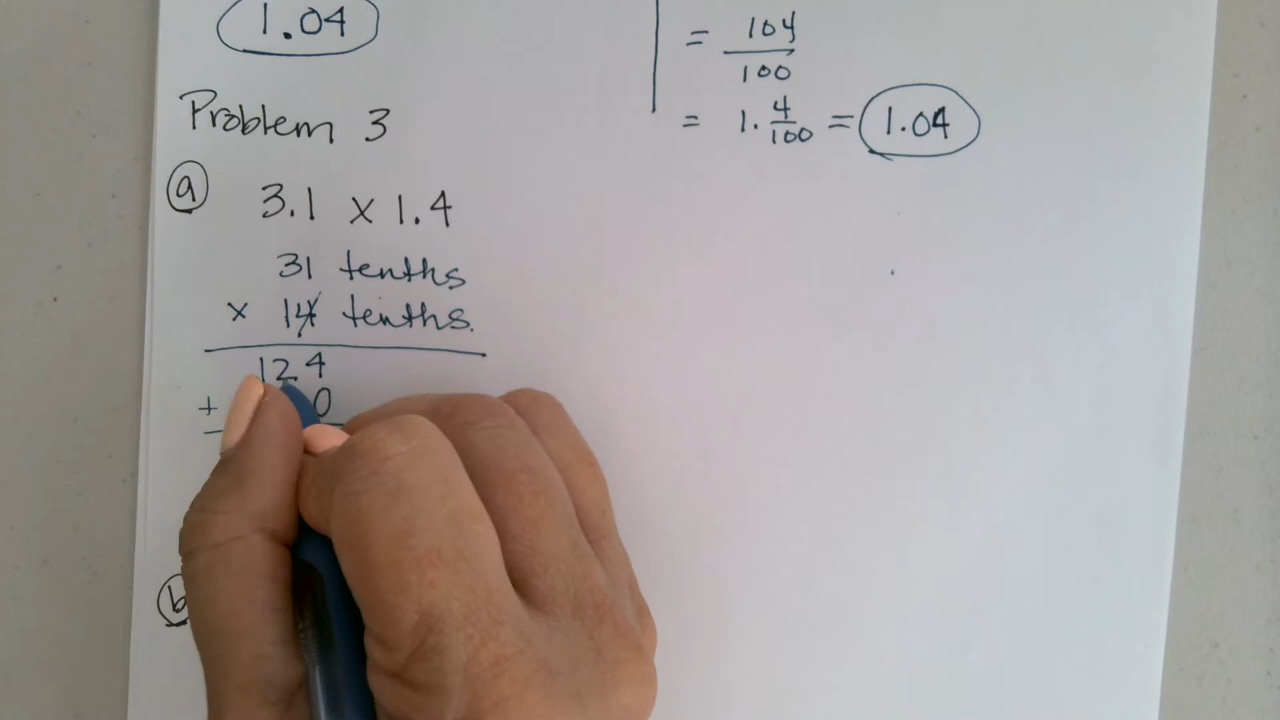 1.04
= 104
100
= 1. 4/100 = 1.04
Problem 3
a 3.1 x 1.4
31 tenths
x 14 tenths.
124
+ 0
b